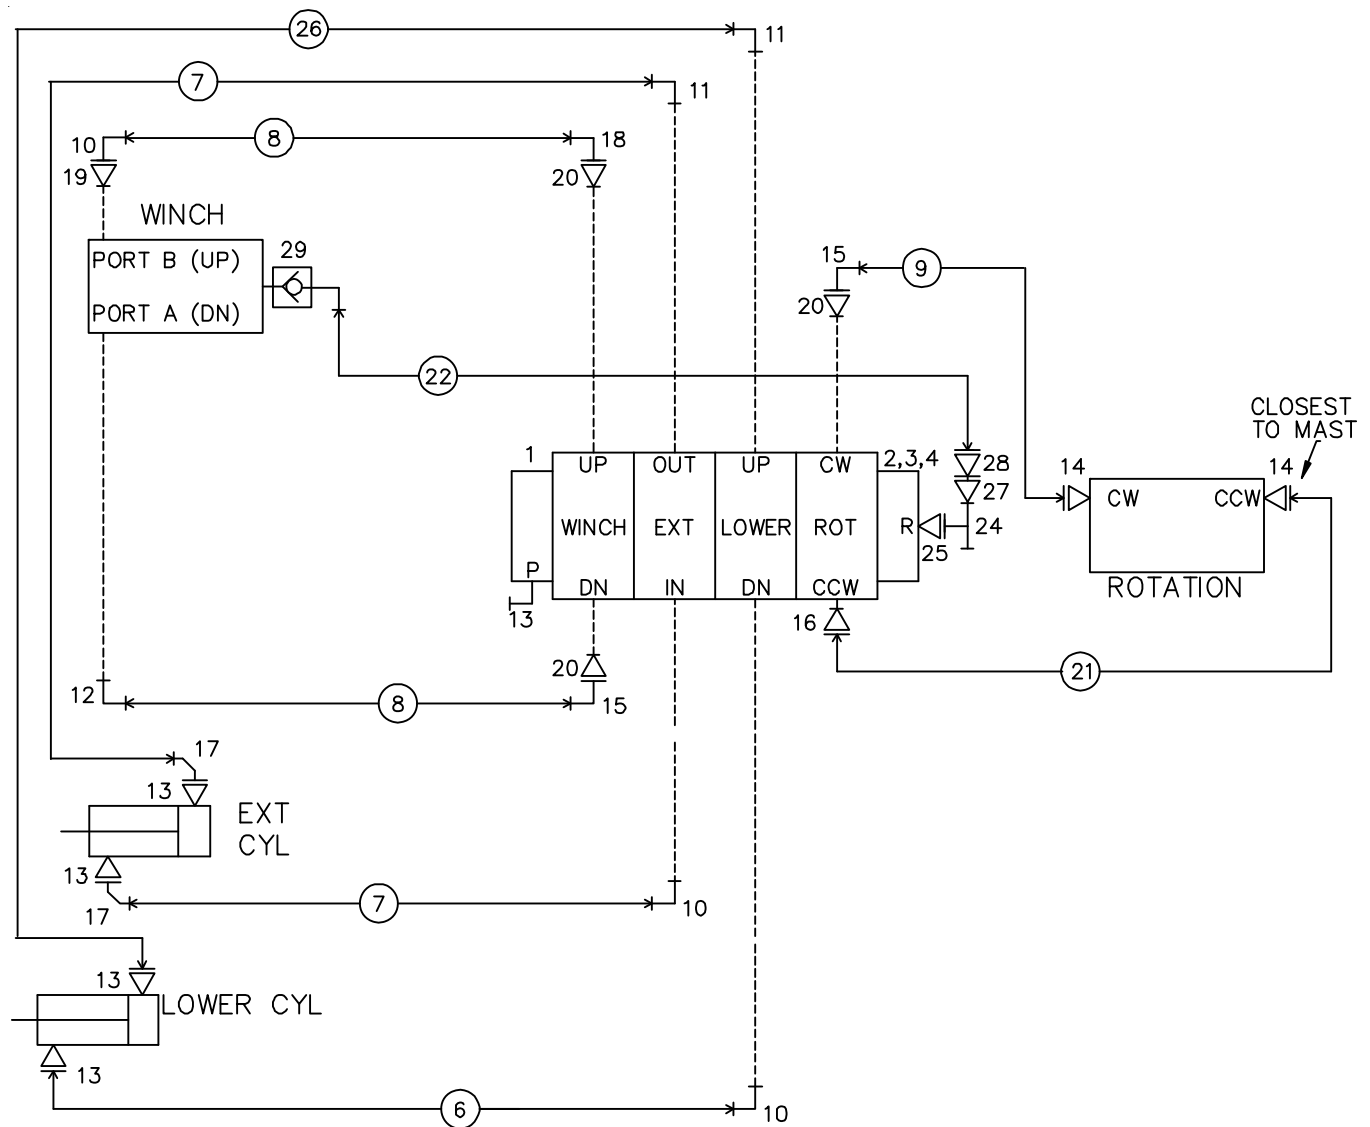 26
11
7
11
8
10
18
19
20
WINCH
29
PORT B (UP)
PORT A (DN)
15
9
20
22
CLOSEST
TO MAST
1
UP
OUT
UP
CW
2,3,4
28
27
14
14
CW
CCW
WINCH
EXT
LOWER
ROT
R
24
25
P
DN
IN
DN
CCW
ROTATION
13
16
20
21
12
8
15
17
13
EXT
CYL
13
17
7
10
13
LOWER CYL
13
6
10